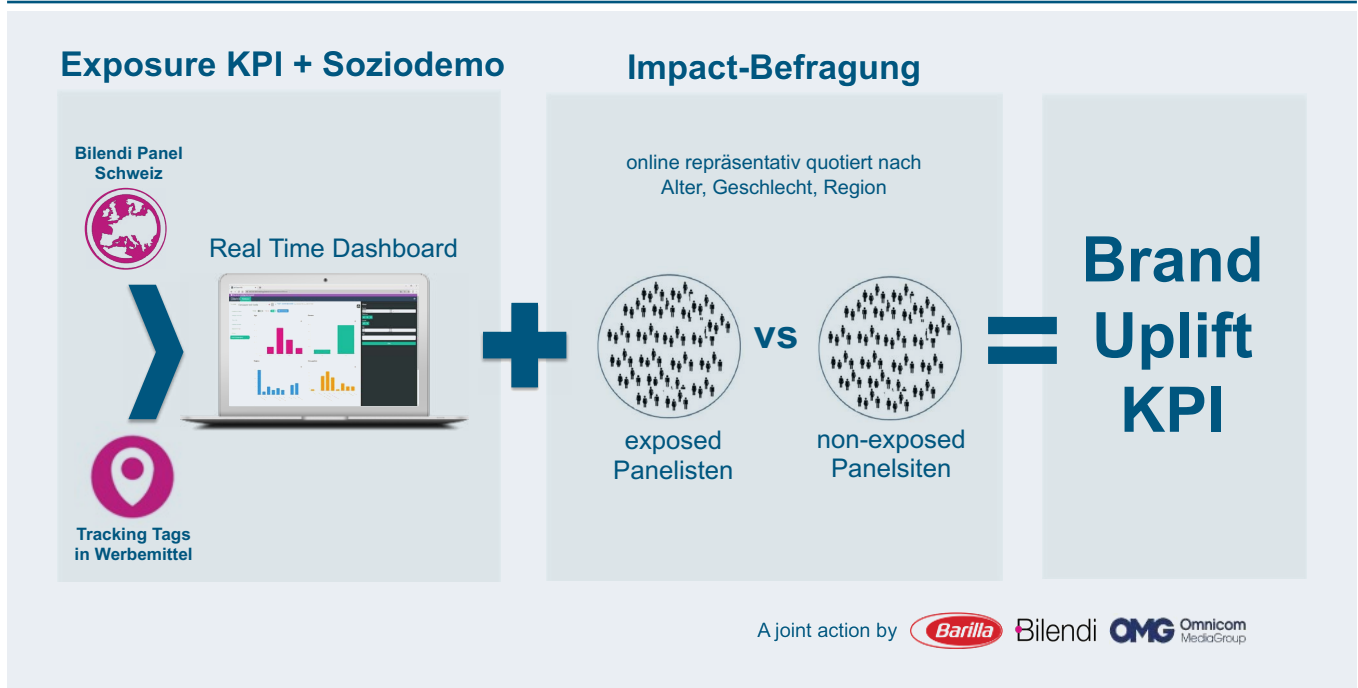 Exposure KPI + Soziodemo
Bilendi Panel
Schweiz
Real Time Dashboard
Tracking Tags
in Werbemittel
Impact-Befragung
online repräsentativ quotiert nach
Alter, Geschlecht, Region
vs
exposed
Panelisten
non-exposed
Panelsiten
Brand
Uplift
KPI
A joint action by
Barilla
Bilendi
OMG
Omnicom
MediaGroup